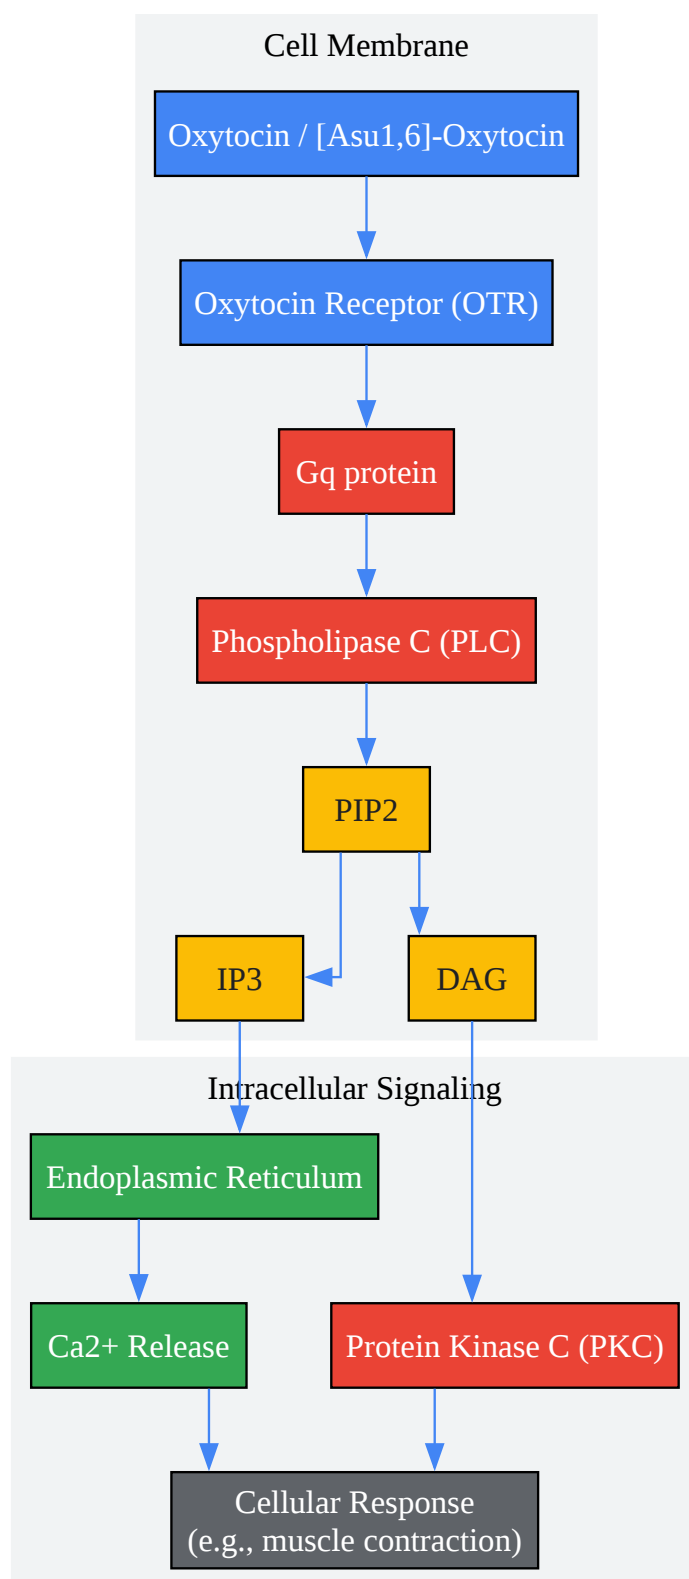 Cell Membrane
Oxytocin / [Asu1,6]-Oxytocin
Oxytocin Receptor (OTR)
Gq protein
Phospholipase C (PLC)
PIP2
IP3
DAG
Intracellular Signaling
Endoplasmic Reticulum
Ca2+ Release
Protein Kinase C (PKC)
Cellular Response
(e.g., muscle contraction)